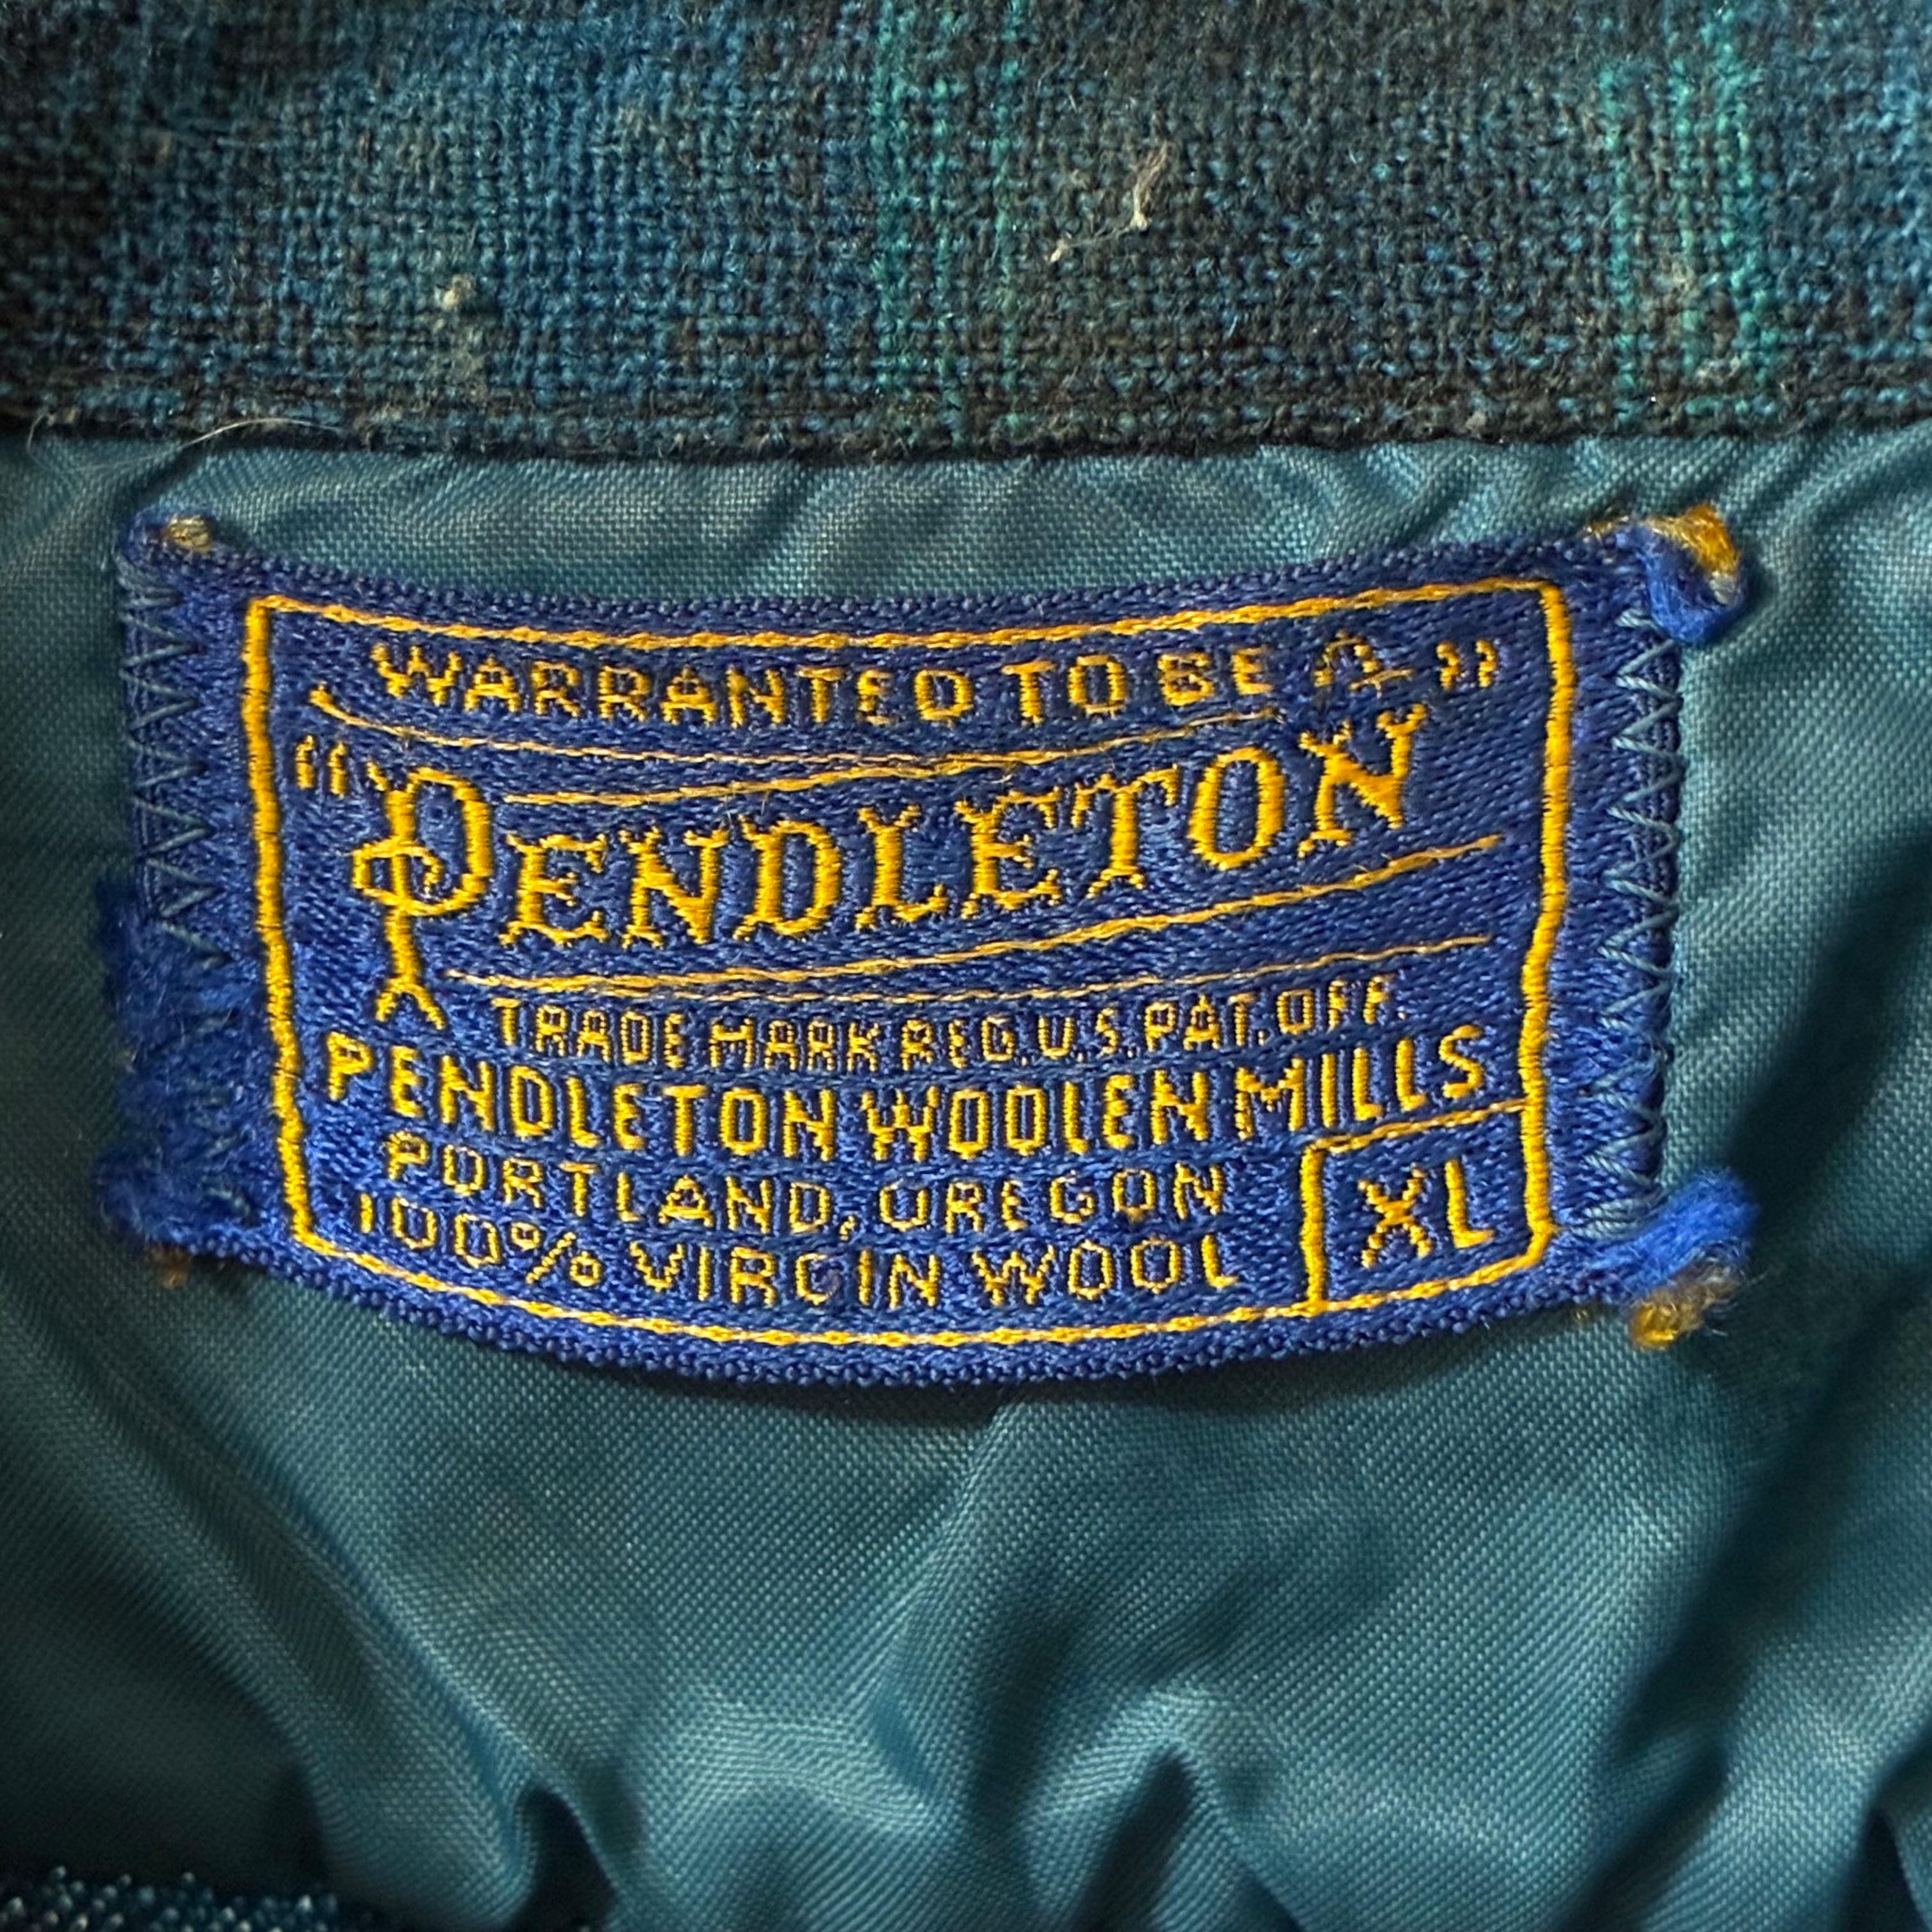 WARRANTED TO BE A
"PENDLETON"
TRADE MARK REG. U.S. PAT. OFF.
PENDLETON WOOLEN MILLS
PORTLAND, OREGON
100% VIRGIN WOOL
XL